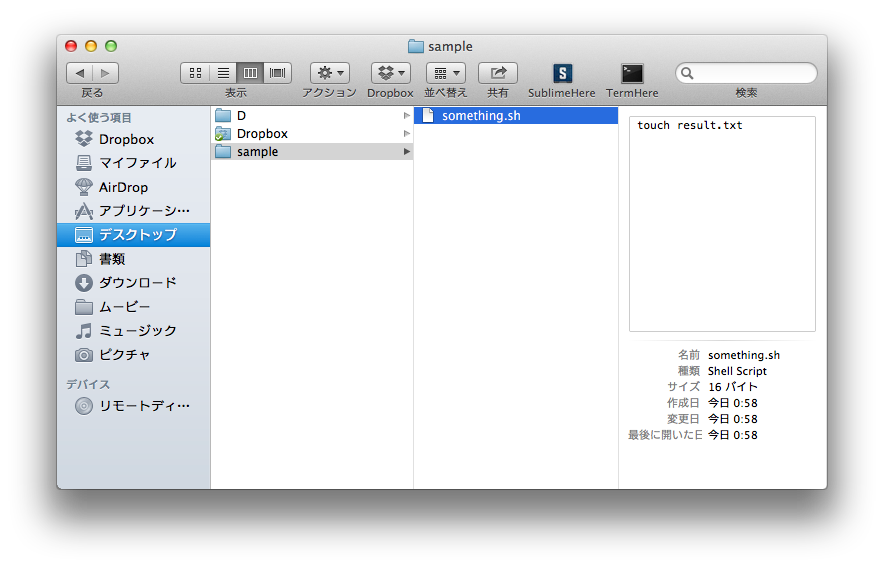 sample
戻る
表示
アクション
Dropbox
並べ替え
共有
SublimeHere
TermHere
検索
よく使う項目
Dropbox
マイファイル
AirDrop
アプリケーシ…
デスクトップ
書類
ダウンロード
ムービー
ミュージック
ピクチャ
デバイス
リモートディ…
D
Dropbox
sample
something.sh
touch result.txt
名前 something.sh
種類 Shell Script
サイズ 16 バイト
作成日 今日 0:58
変更日 今日 0:58
最後に開いた日 今日 0:58